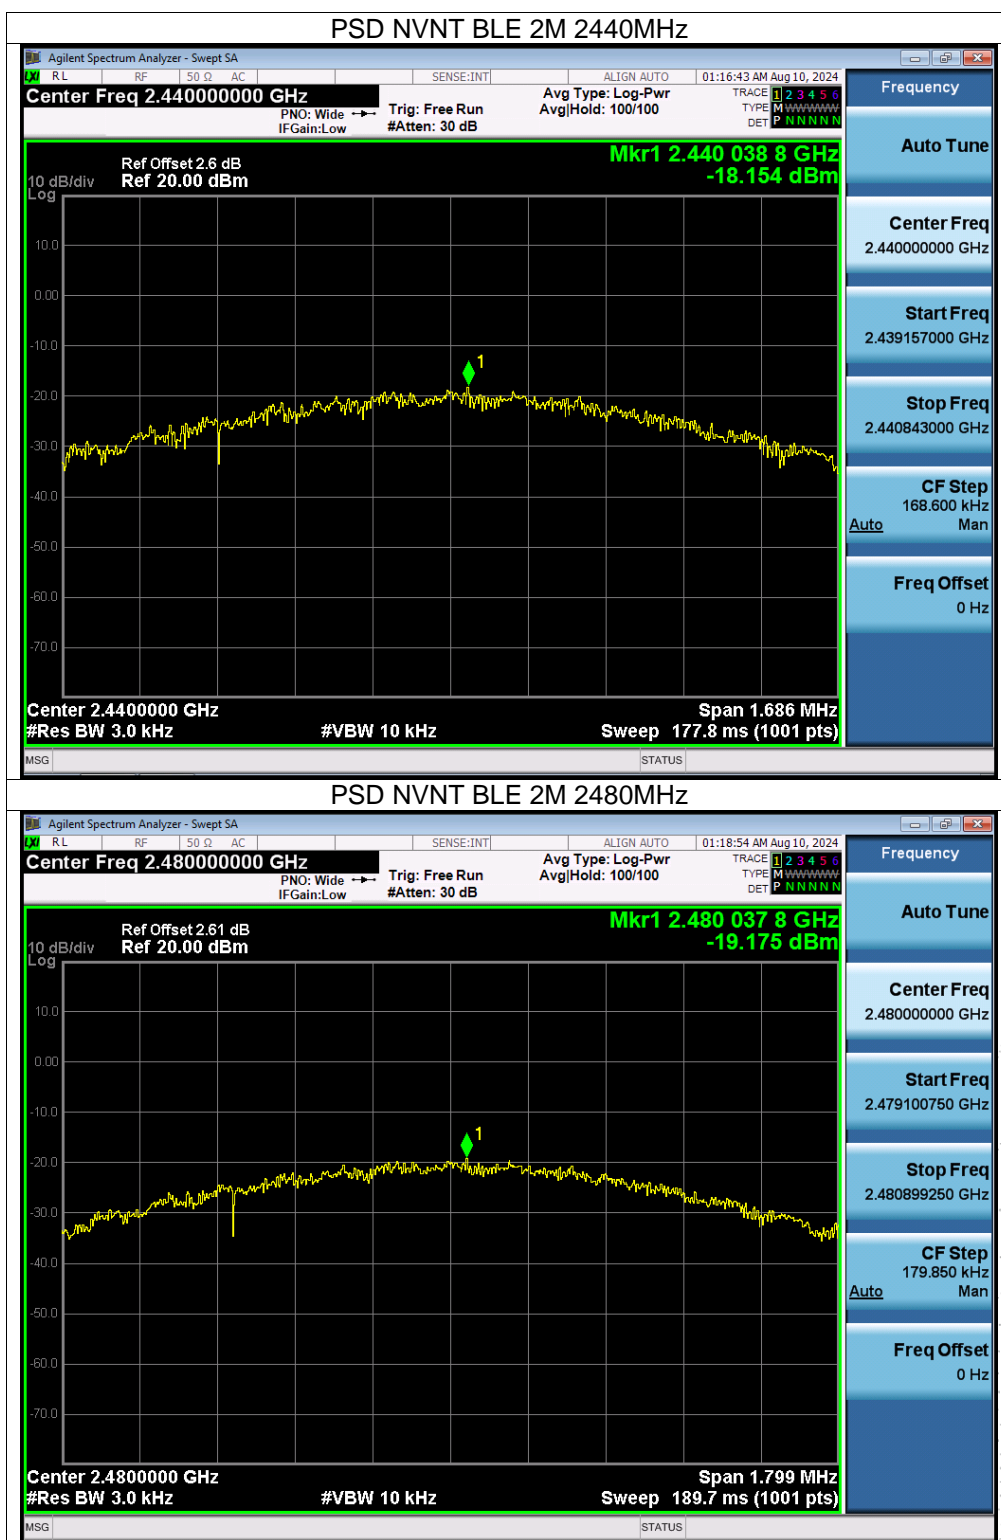 PSD NVNT BLE 2M 2440MHz
Agilent Spectrum Analyzer - Swept SA
LXI RL RF 50 Ω AC SENSE:INT ALIGN AUTO 01:16:43 AM Aug 10, 2024
Center Freq 2.440000000 GHz
PNO: Wide
IFGain:Low
Trig: Free Run
#Atten: 30 dB
Avg Type: Log-Pwr
Avg|Hold: 100/100
TRACE 1 2 3 4 5 6
TYPE M WWWWW
DET P N N N N N
Mkr1 2.440 038 8 GHz
-18.154 dBm
Ref Offset 2.6 dB
Ref 20.00 dBm
10 dB/div
Log
10.0
0.00
-10.0
-20.0
-30.0
-40.0
-50.0
-60.0
-70.0
1
Center 2.4400000 GHz
Span 1.686 MHz
#Res BW 3.0 kHz
#VBW 10 kHz
Sweep 177.8 ms (1001 pts)
MSG
STATUS
Frequency
Auto Tune
Center Freq
2.440000000 GHz
Start Freq
2.439157000 GHz
Stop Freq
2.440843000 GHz
CF Step
168.600 kHz
Auto Man
Freq Offset
0 Hz
PSD NVNT BLE 2M 2480MHz
Agilent Spectrum Analyzer - Swept SA
LXI RL RF 50 Ω AC SENSE:INT ALIGN AUTO 01:18:54 AM Aug 10, 2024
Center Freq 2.480000000 GHz
PNO: Wide
IFGain:Low
Trig: Free Run
#Atten: 30 dB
Avg Type: Log-Pwr
Avg|Hold: 100/100
TRACE 1 2 3 4 5 6
TYPE M WWWWW
DET P N N N N N
Mkr1 2.480 037 8 GHz
-19.175 dBm
Ref Offset 2.61 dB
Ref 20.00 dBm
10 dB/div
Log
10.0
0.00
-10.0
-20.0
-30.0
-40.0
-50.0
-60.0
-70.0
1
Center 2.4800000 GHz
Span 1.799 MHz
#Res BW 3.0 kHz
#VBW 10 kHz
Sweep 189.7 ms (1001 pts)
MSG
STATUS
Frequency
Auto Tune
Center Freq
2.480000000 GHz
Start Freq
2.479100750 GHz
Stop Freq
2.480899250 GHz
CF Step
179.850 kHz
Auto Man
Freq Offset
0 Hz